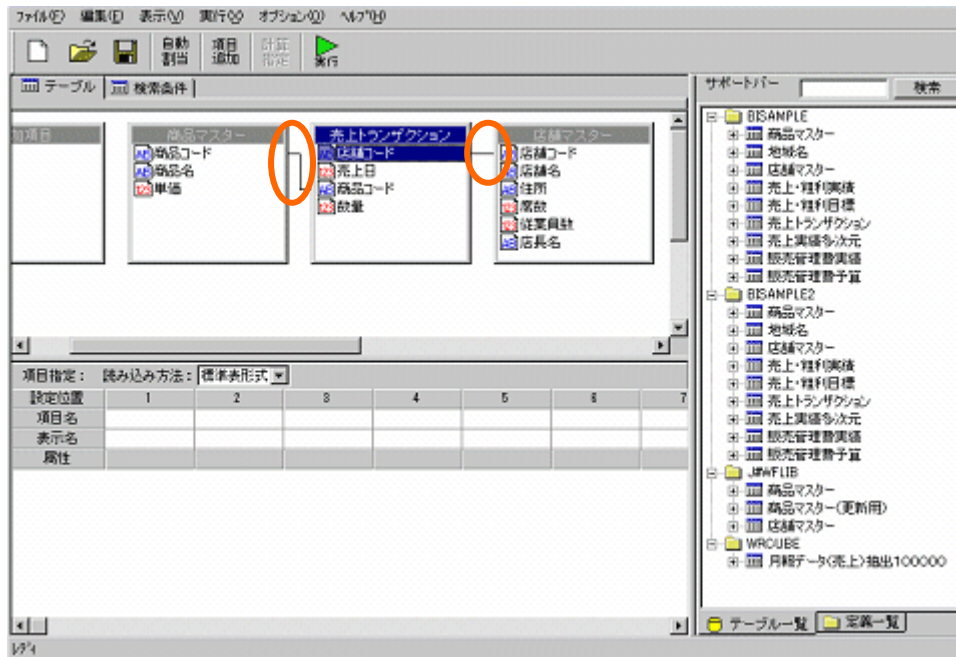 ファイル(F) 編集(E) 表示(V) 実行(X) オプション(O) ヘルプ(H)
自動割当 項目追加 計算指定 実行
テーブル 検索条件
加項目
商品マスター
商品コード
商品名
単価
売上トランザクション
店舗コード
売上日
商品コード
数量
店舗マスター
店舗コード
店舗名
住所
席数
従業員数
店長名
項目指定: 読み込み方法: 標準表形式
設定位置 1 2 3 4 5 6 7
項目名
表示名
属性
サポートバー 検索
BISAMPLE
商品マスター
地域名
店舗マスター
売上・粗利実績
売上・粗利目標
売上トランザクション
売上実績多次元
販売管理費実績
販売管理費予算
BISAMPLE2
商品マスター
地域名
店舗マスター
売上・粗利実績
売上・粗利目標
売上トランザクション
売上実績多次元
販売管理費実績
販売管理費予算
J#WFLIB
商品マスター
商品マスター(更新用)
店舗マスター
WRCUBE
月報データ(売上)抽出100000
テーブル一覧 定義一覧
レディ